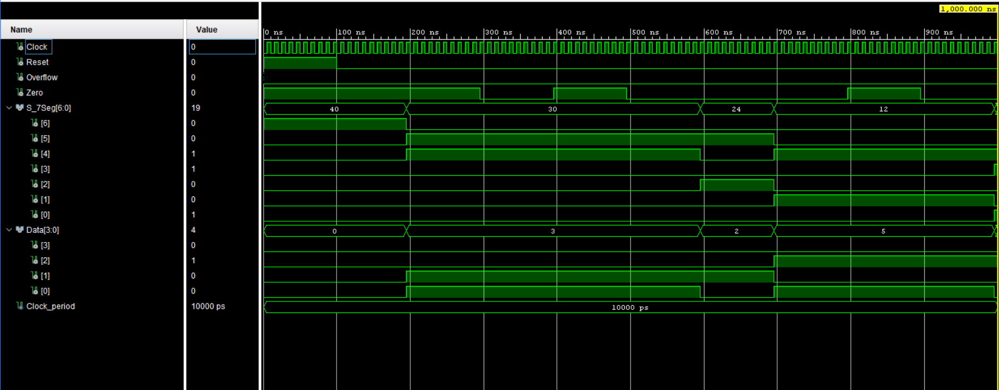 1,000.000 ns
Name Value
0 ns 100 ns 200 ns 300 ns 400 ns 500 ns 600 ns 700 ns 800 ns 900 ns
Clock 0
Reset 0
Overflow 0
Zero 0
S_7Seg[6:0] 19 40 30 24 12
[6] 0
[5] 0
[4] 1
[3] 1
[2] 0
[1] 0
[0] 1
Data[3:0] 4 0 3 2 5
[3] 0
[2] 1
[1] 0
[0] 0
Clock_period 10000 ps 10000 ps